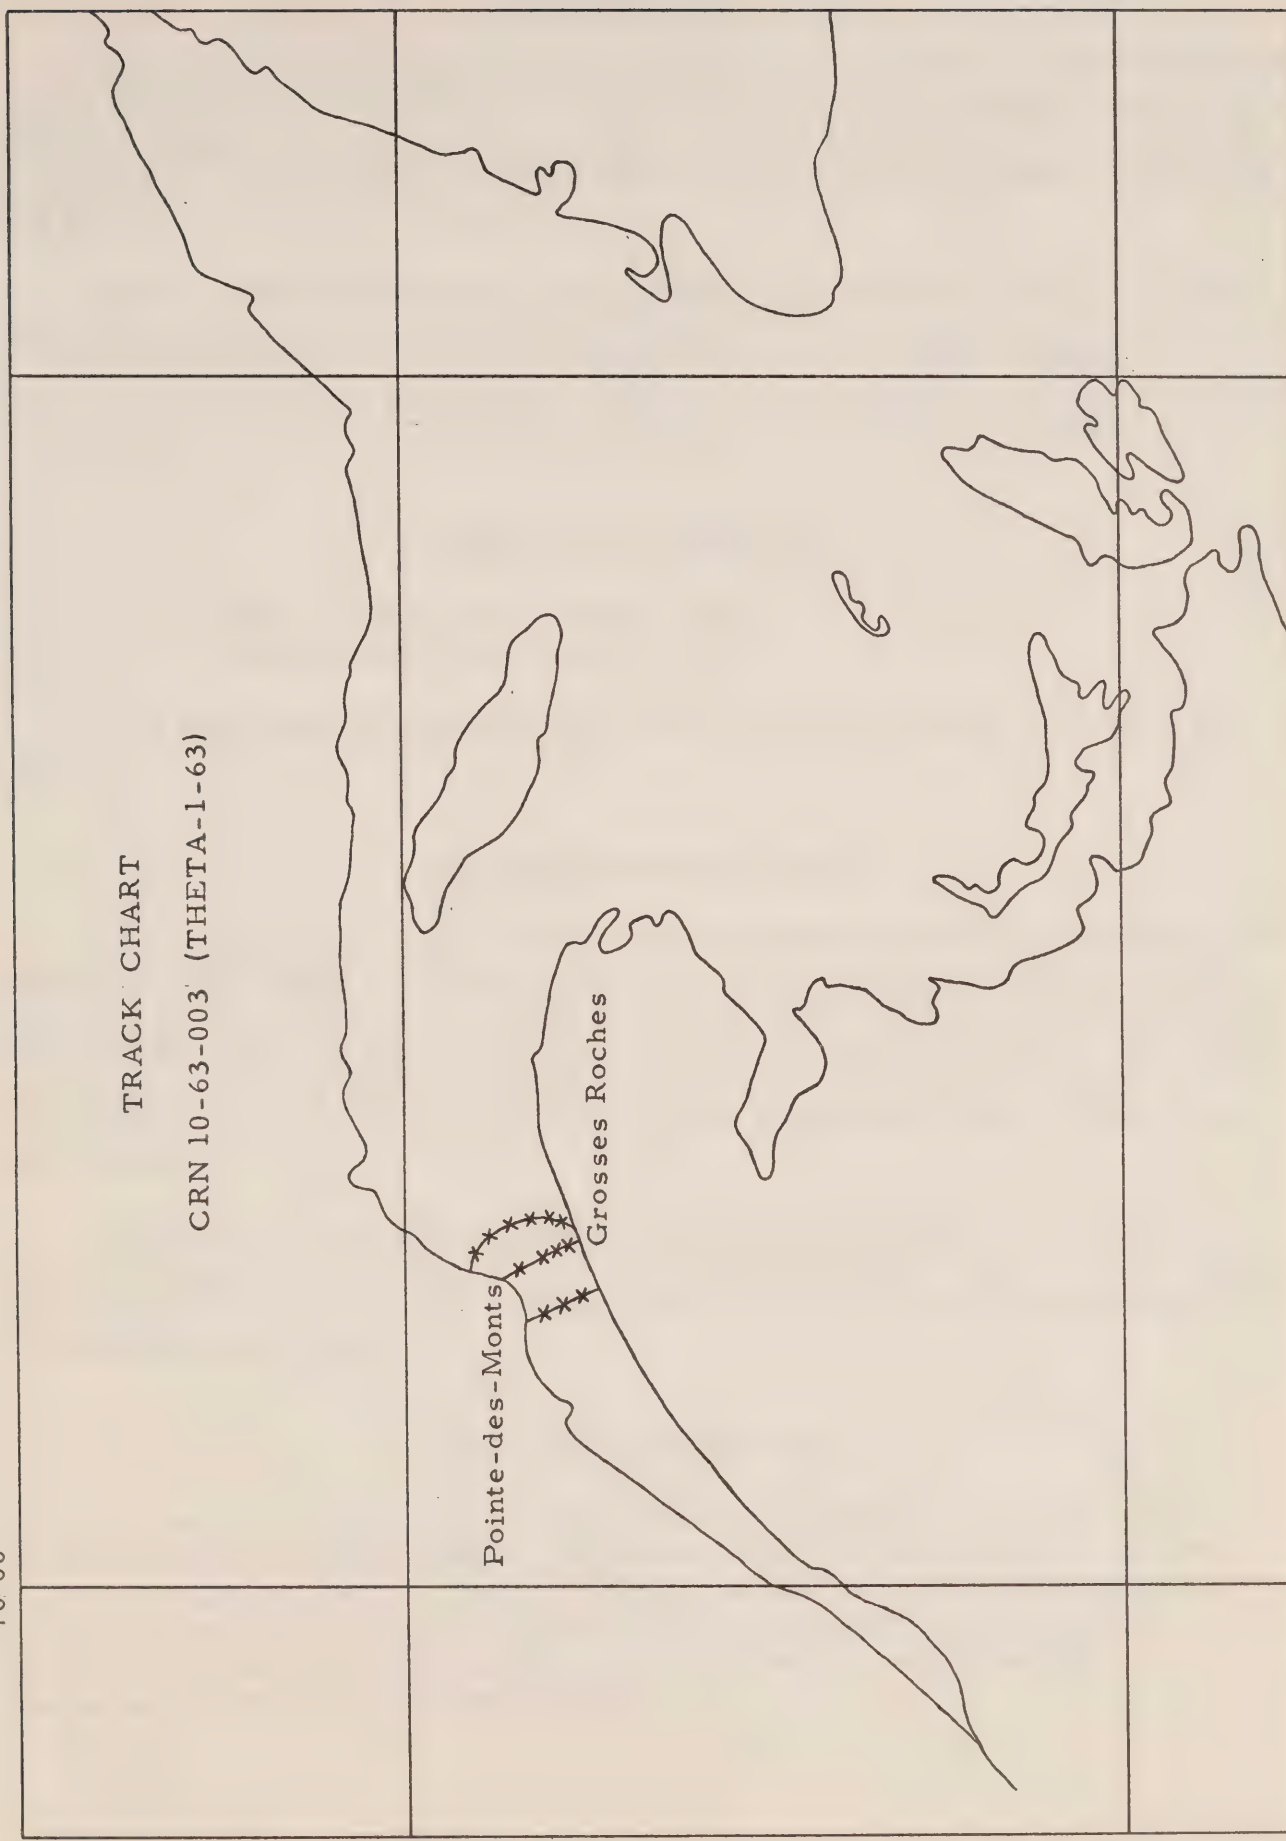 TRACK CHART
CRN 10-63-003 (THETA-1-63)
Pointe-des-Monts
Grosses Roches